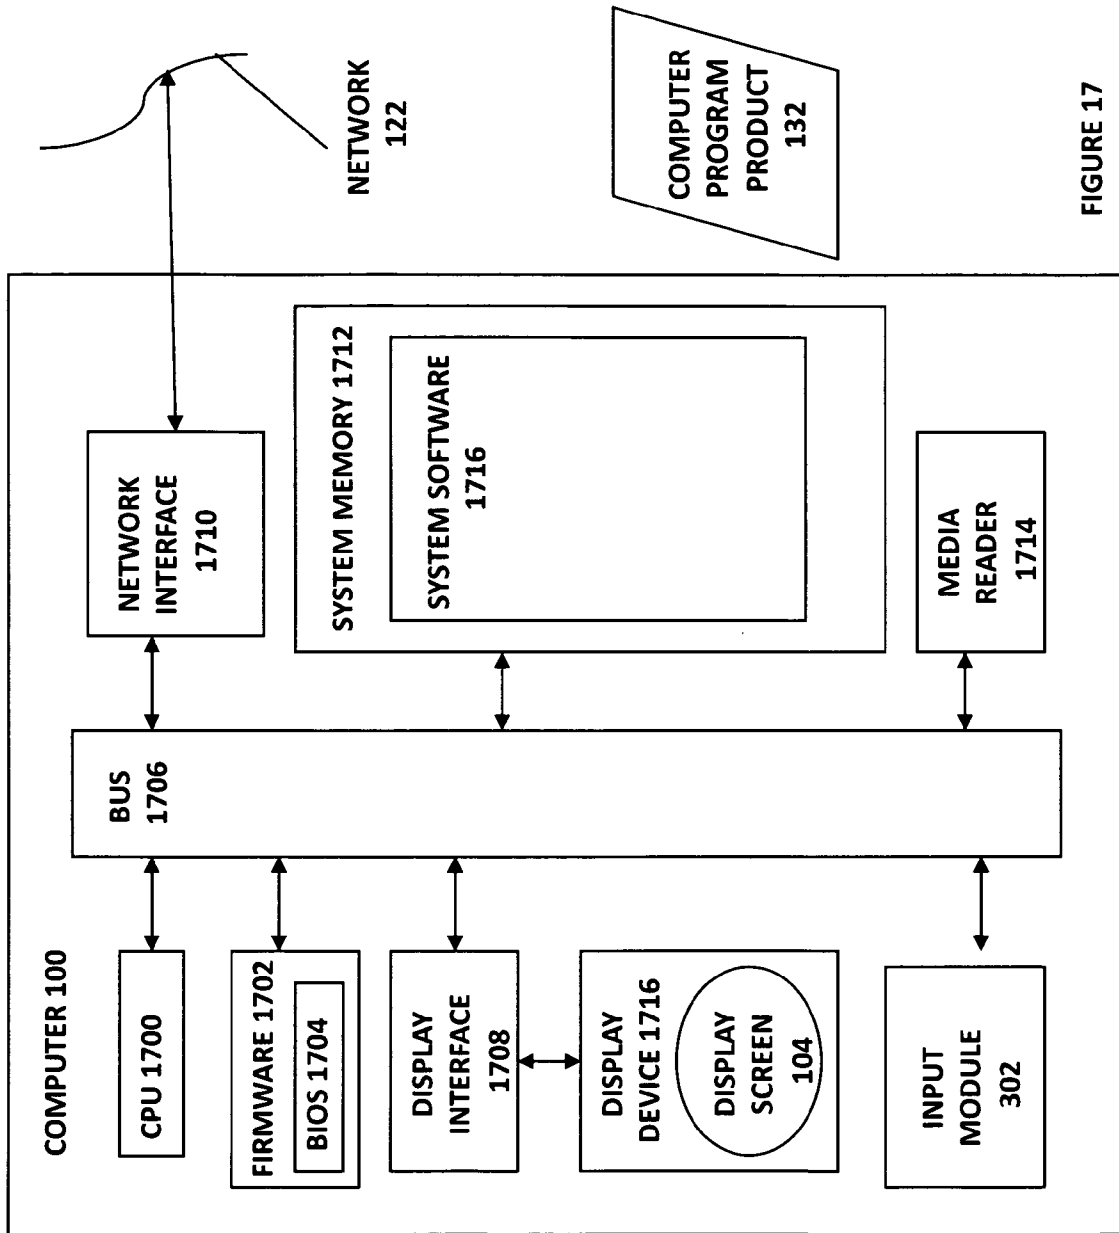 COMPUTER 100
CPU 1700
FIRMWARE 1702
BIOS 1704
DISPLAY
INTERFACE
1708
DISPLAY
DEVICE 1716
DISPLAY
SCREEN
104
INPUT
MODULE
302
BUS
1706
NETWORK
INTERFACE
1710
SYSTEM MEMORY 1712
SYSTEM SOFTWARE
1716
MEDIA
READER
1714
NETWORK
122
COMPUTER
PROGRAM
PRODUCT
132
FIGURE 17